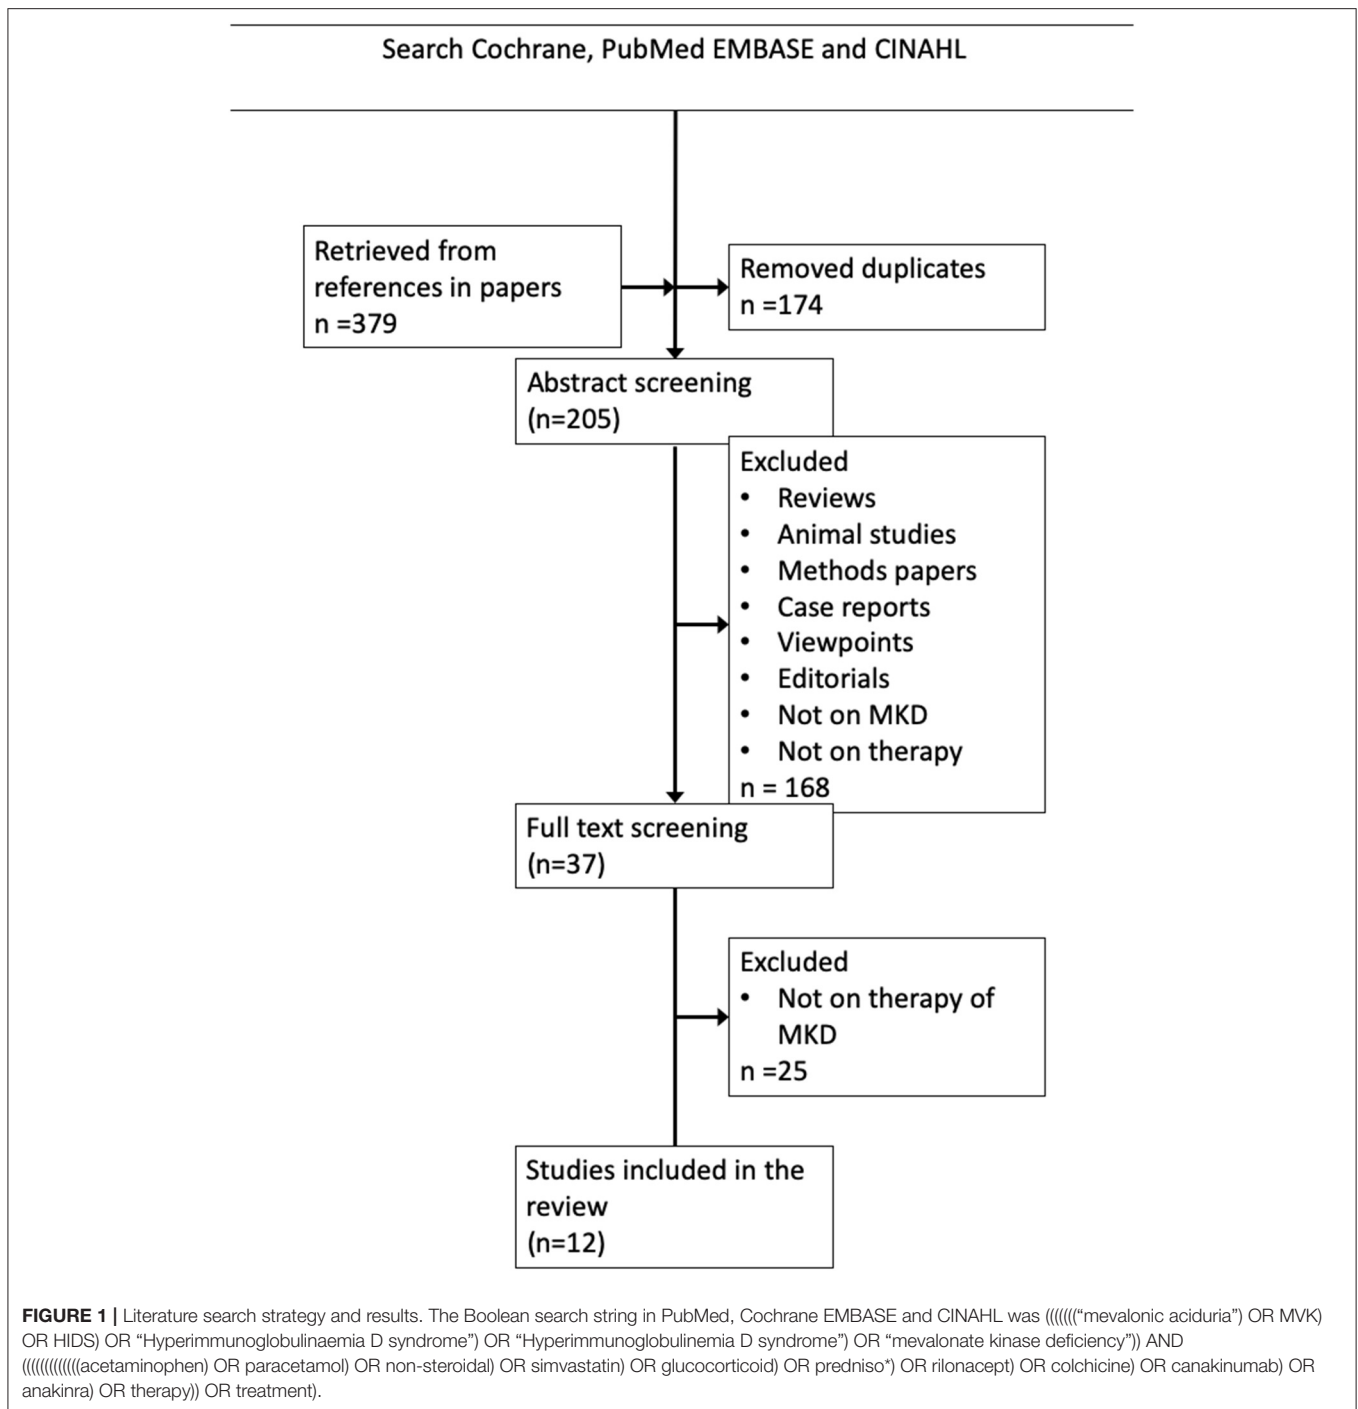 Search Cochrane, PubMed EMBASE and CINAHL
Retrieved from
references in papers
n =379
Removed duplicates
n =174
Abstract screening
(n=205)
Excluded
• Reviews
• Animal studies
• Methods papers
• Case reports
• Viewpoints
• Editorials
• Not on MKD
• Not on therapy
n = 168
Full text screening
(n=37)
Excluded
• Not on therapy of
MKD
n =25
Studies included in the
review
(n=12)
FIGURE 1 | Literature search strategy and results. The Boolean search string in PubMed, Cochrane EMBASE and CINAHL was (((((((“mevalonic aciduria”) OR MVK)
OR HIDS) OR “Hyperimmunoglobulinaemia D syndrome”) OR “Hyperimmunoglobulinemia D syndrome”) OR “mevalonate kinase deficiency”)) AND
((((((((((((acetaminophen) OR paracetamol) OR non-steroidal) OR simvastatin) OR glucocorticoid) OR predniso*) OR rilonacept) OR colchicine) OR canakinumab) OR
anakinra) OR therapy)) OR treatment).